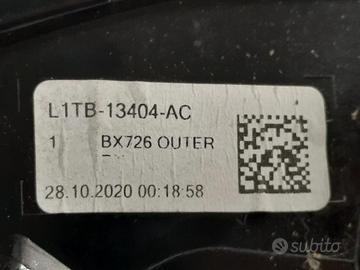 L1TB-13404-AC
1 BX726 OUTER
28.10.2020 00:18:58
subito